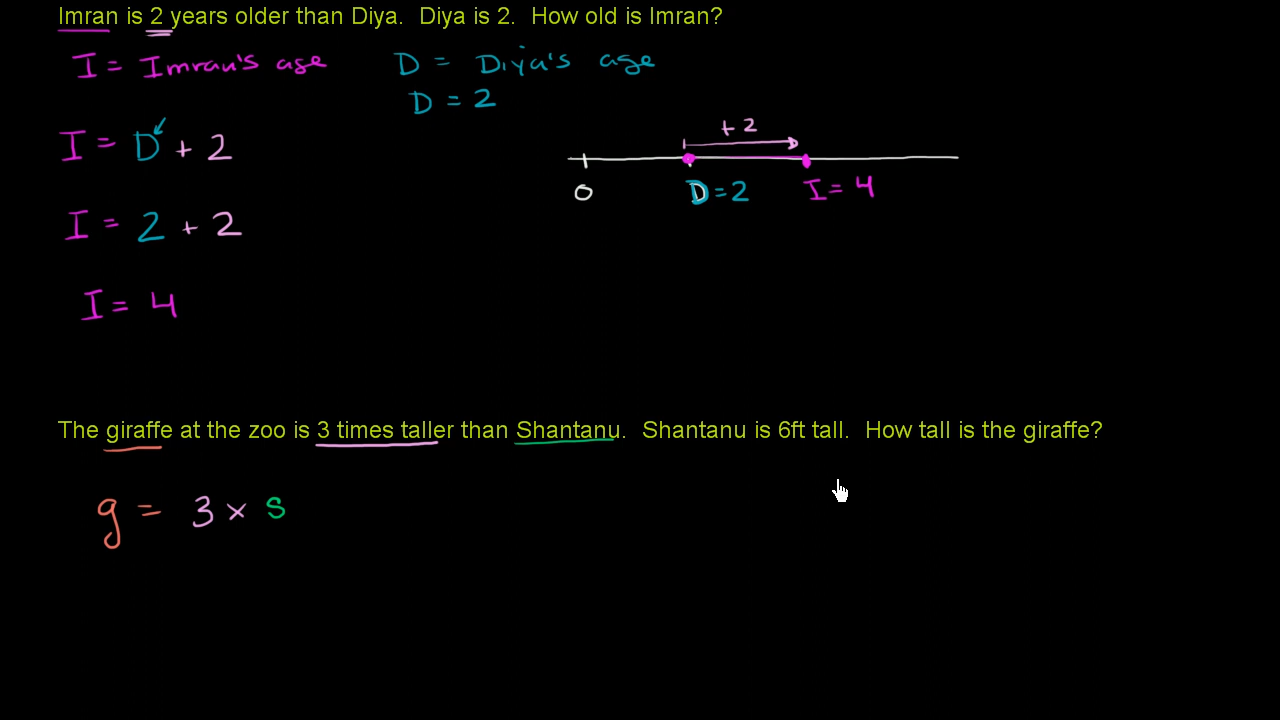 Imran is 2 years older than Diya. Diya is 2. How old is Imran?
I = Imran's age D = Diya's age
D = 2
I = D + 2
+2
0 D = 2 I = 4
I = 2 + 2
I = 4
The giraffe at the zoo is 3 times taller than Shantanu. Shantanu is 6ft tall. How tall is the giraffe?
g = 3 × s